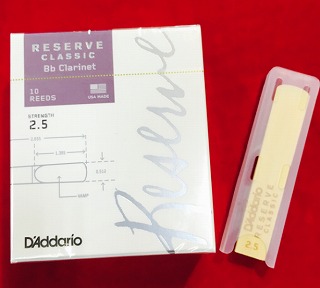 RESERVE
CLASSIC
Bb Clarinet
10
REEDS
USA MADE
STRENGTH
2.5
D'Addario
Reserve
D'Addario
RESERVE
CLASSIC
2.5